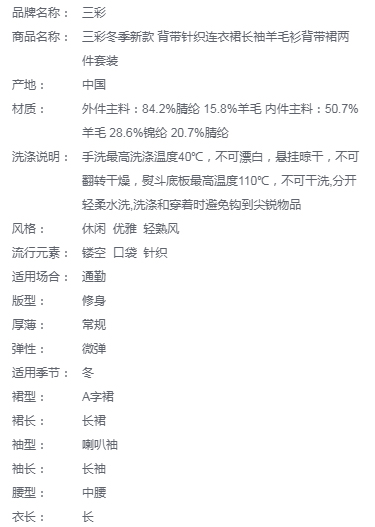 品牌名称： 三彩
商品名称： 三彩冬季新款 背带针织连衣裙长袖羊毛衫背带裙两
件套装
产地： 中国
材质： 外件主料：84.2%腈纶 15.8%羊毛 内件主料：50.7%
羊毛 28.6%锦纶 20.7%腈纶
洗涤说明： 手洗最高洗涤温度40℃，不可漂白，悬挂晾干，不可
翻转干燥，熨斗底板最高温度110℃，不可干洗,分开
轻柔水洗,洗涤和穿着时避免钩到尖锐物品
风格： 休闲 优雅 轻熟风
流行元素： 镂空 口袋 针织
适用场合： 通勤
版型： 修身
厚薄： 常规
弹性： 微弹
适用季节： 冬
裙型： A字裙
裙长： 长裙
袖型： 喇叭袖
袖长： 长袖
腰型： 中腰
衣长： 长